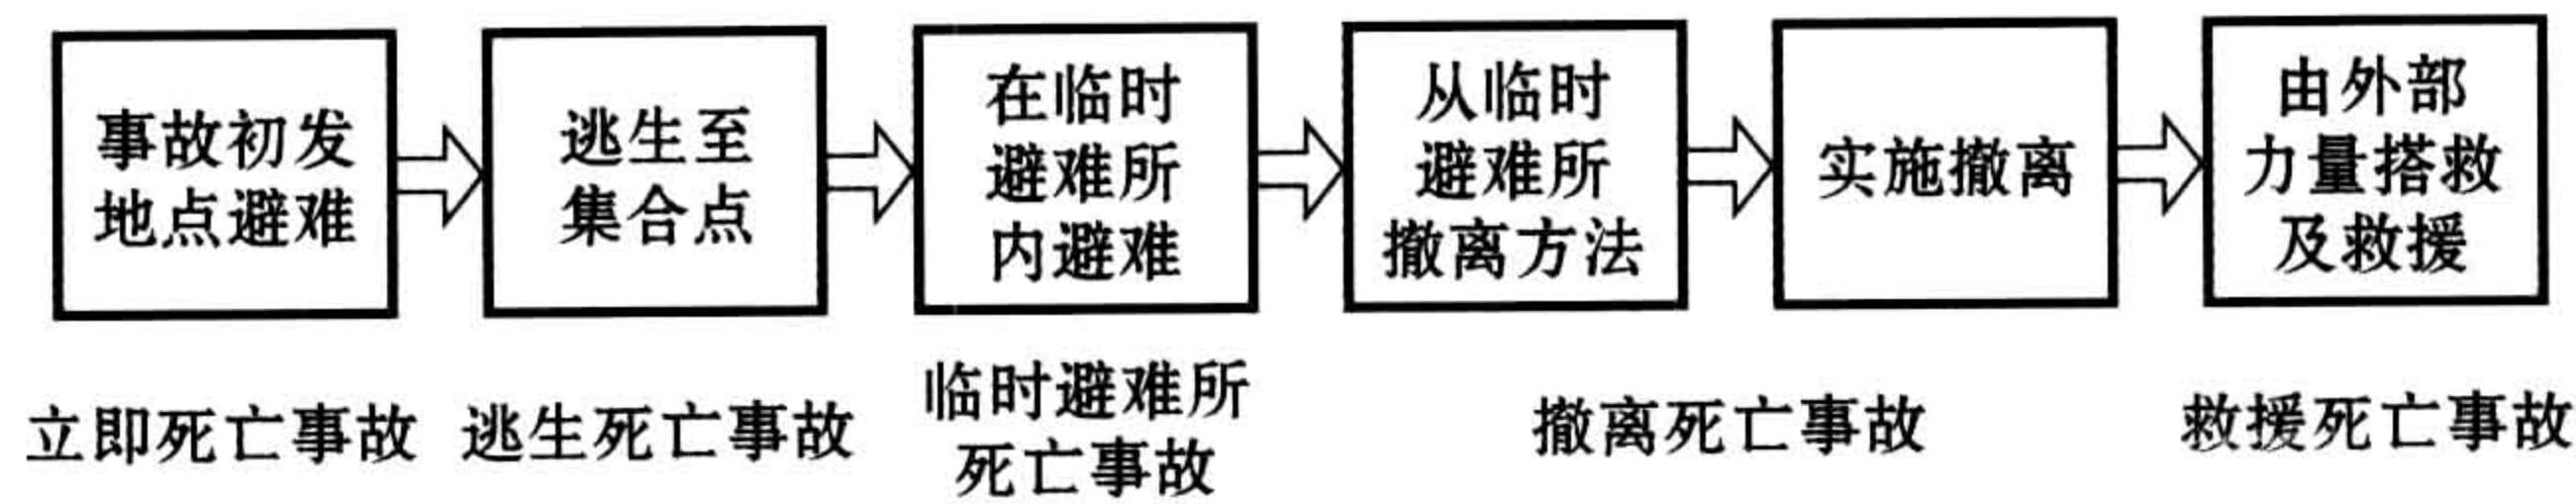 事故初发
地点避难
逃生至
集合点
在临时
避难所
内避难
从临时
避难所
撤离方法
实施撤离
由外部
力量搭救
及救援
立即死亡事故
逃生死亡事故
临时避难所
死亡事故
撤离死亡事故
救援死亡事故